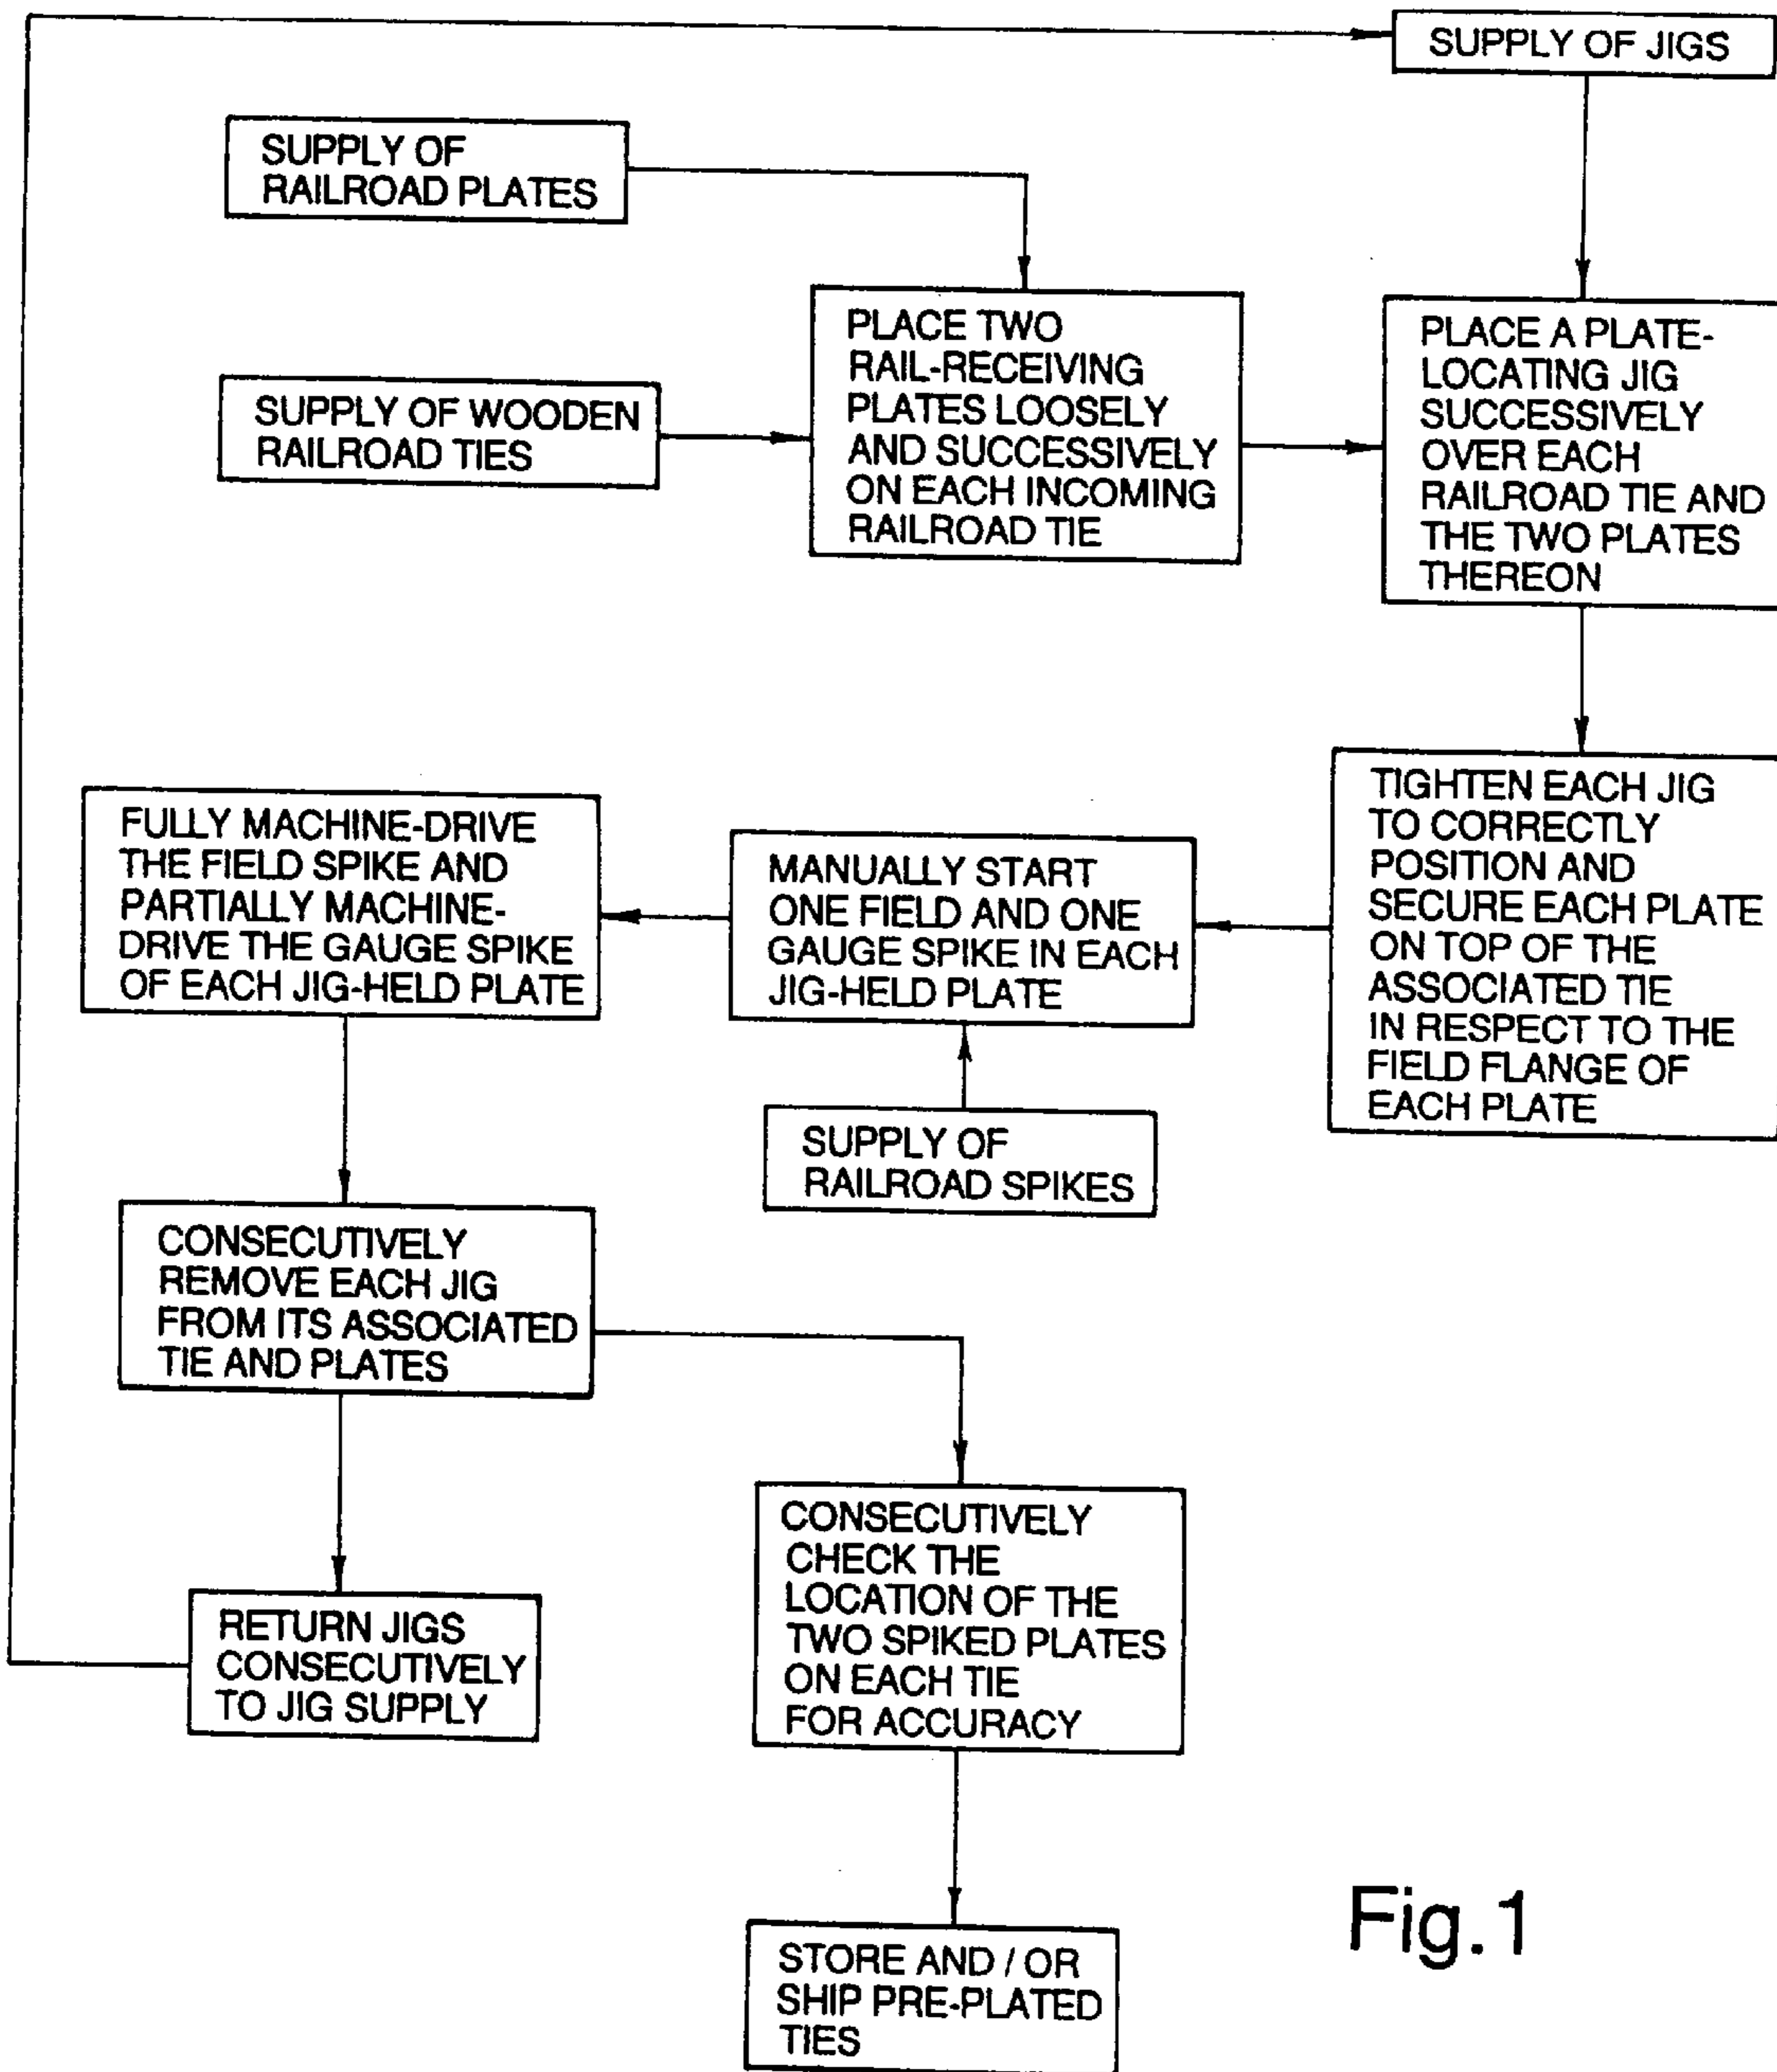 SUPPLY OF JIGS
SUPPLY OF
RAILROAD PLATES
SUPPLY OF WOODEN
RAILROAD TIES
PLACE TWO
RAIL-RECEIVING
PLATES LOOSELY
AND SUCCESSIVELY
ON EACH INCOMING
RAILROAD TIE
PLACE A PLATE-
LOCATING JIG
SUCCESSIVELY
OVER EACH
RAILROAD TIE AND
THE TWO PLATES
THEREON
TIGHTEN EACH JIG
TO CORRECTLY
POSITION AND
SECURE EACH PLATE
ON TOP OF THE
ASSOCIATED TIE
IN RESPECT TO THE
FIELD FLANGE OF
EACH PLATE
MANUALLY START
ONE FIELD AND ONE
GAUGE SPIKE IN EACH
JIG-HELD PLATE
SUPPLY OF
RAILROAD SPIKES
FULLY MACHINE-DRIVE
THE FIELD SPIKE AND
PARTIALLY MACHINE-
DRIVE THE GAUGE SPIKE
OF EACH JIG-HELD PLATE
CONSECUTIVELY
REMOVE EACH JIG
FROM ITS ASSOCIATED
TIE AND PLATES
RETURN JIGS
CONSECUTIVELY
TO JIG SUPPLY
CONSECUTIVELY
CHECK THE
LOCATION OF THE
TWO SPIKED PLATES
ON EACH TIE
FOR ACCURACY
STORE AND / OR
SHIP PRE-PLATED
TIES
Fig.1